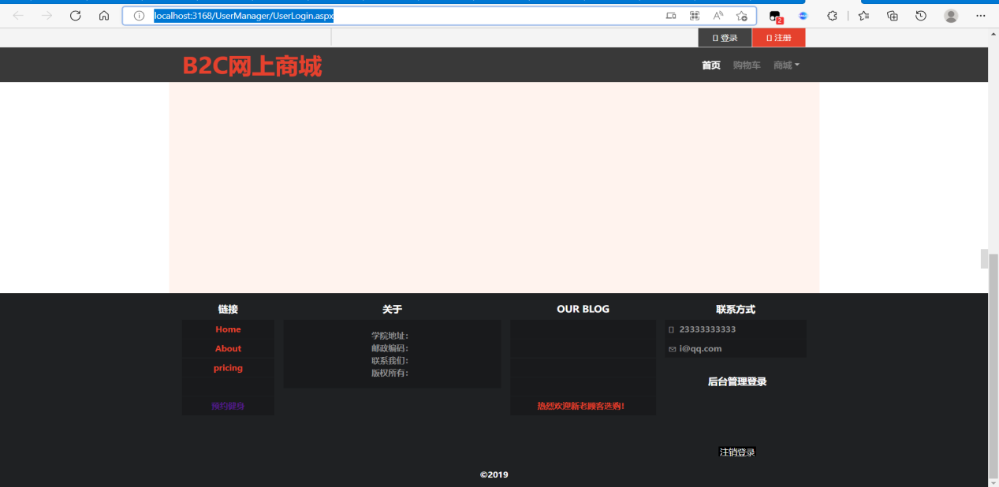 localhost:3168/UserManager/UserLogin.aspx
2
登录 注册
B2C网上商城
首页 购物车 商城
链接
Home
About
pricing
预约健身
关于
学院地址:
邮政编码:
联系我们:
版权所有:
OUR BLOG
热烈欢迎新老顾客选购!
联系方式
23333333333
i@qq.com
后台管理登录
注销登录
©2019